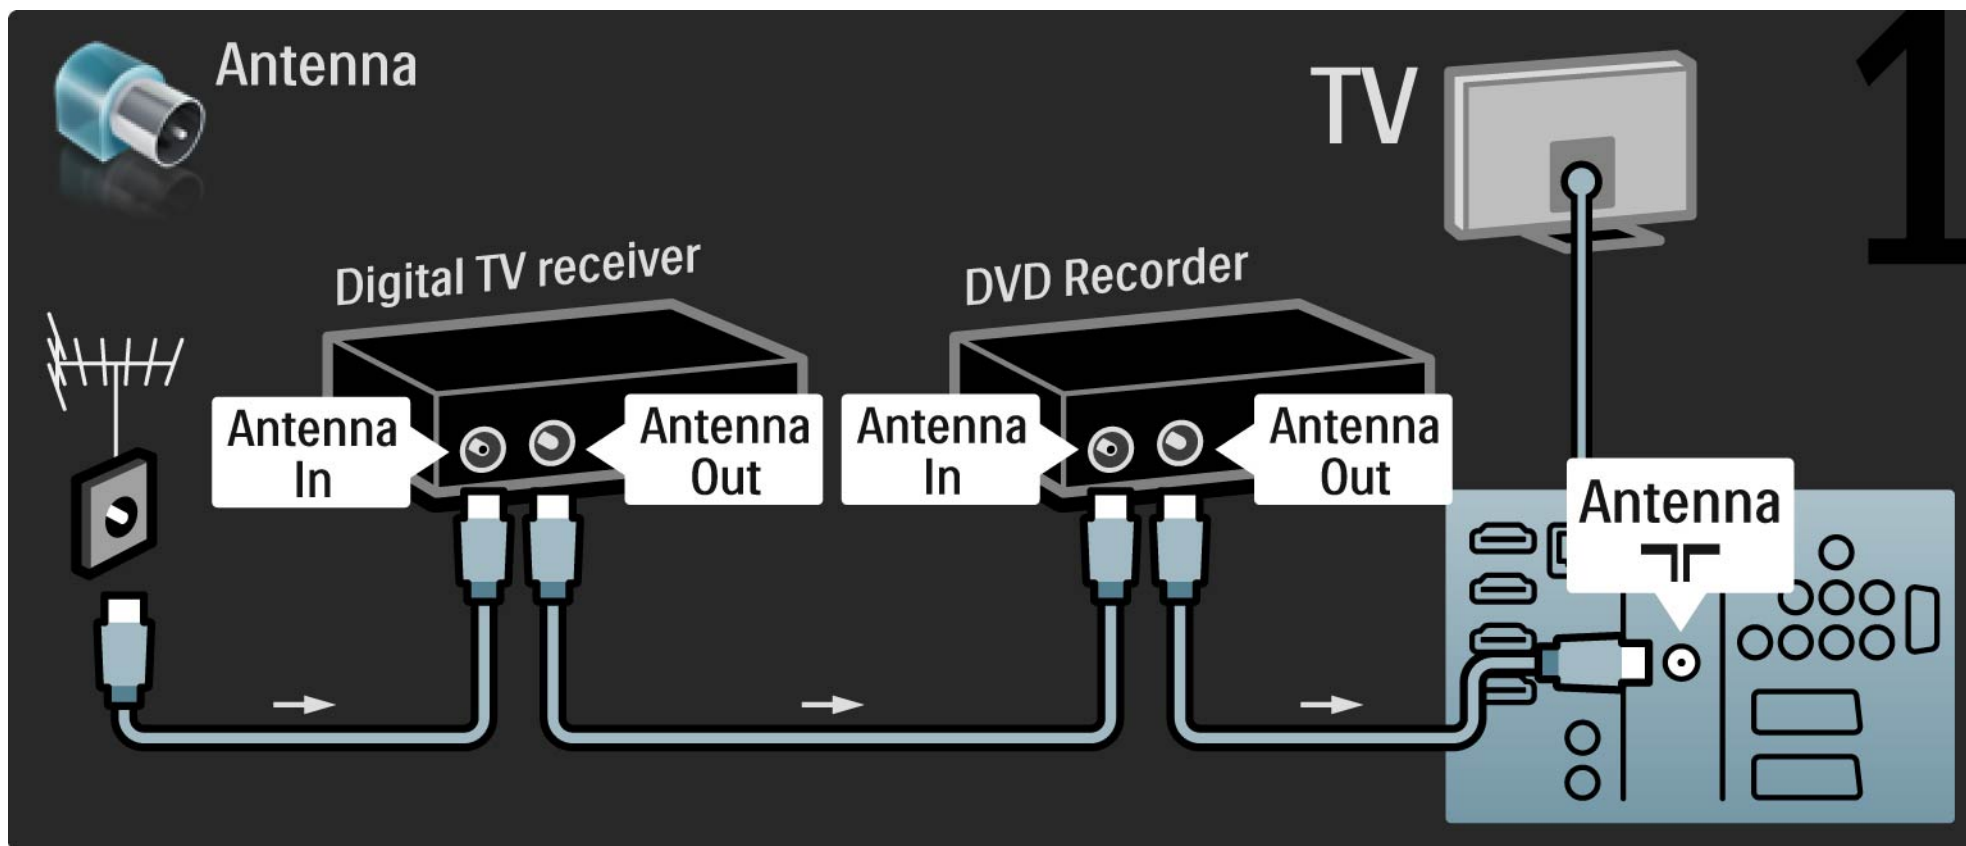 Antenna
TV
1
Digital TV receiver
DVD Recorder
Antenna
In
Antenna
Out
Antenna
In
Antenna
Out
Antenna